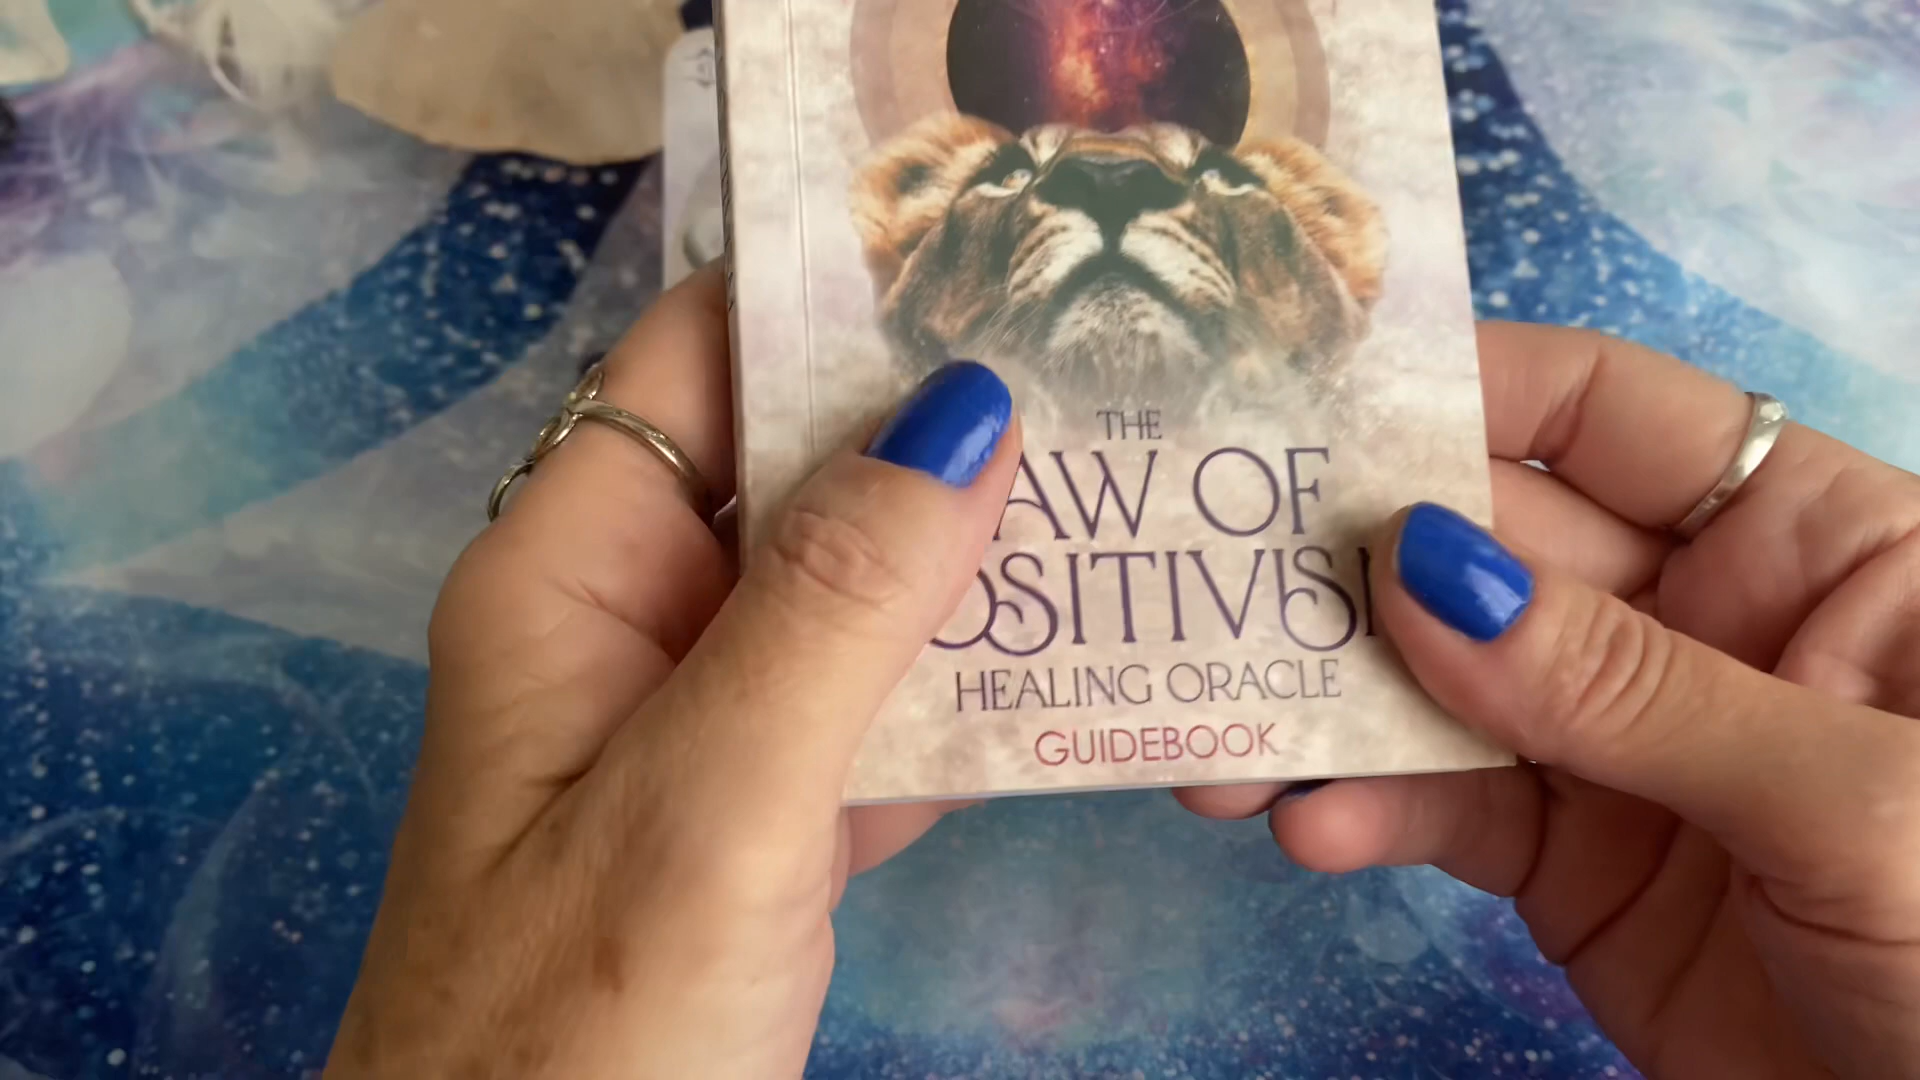 THE
AW OF
OSITIVIS
HEALING ORACLE
GUIDEBOOK